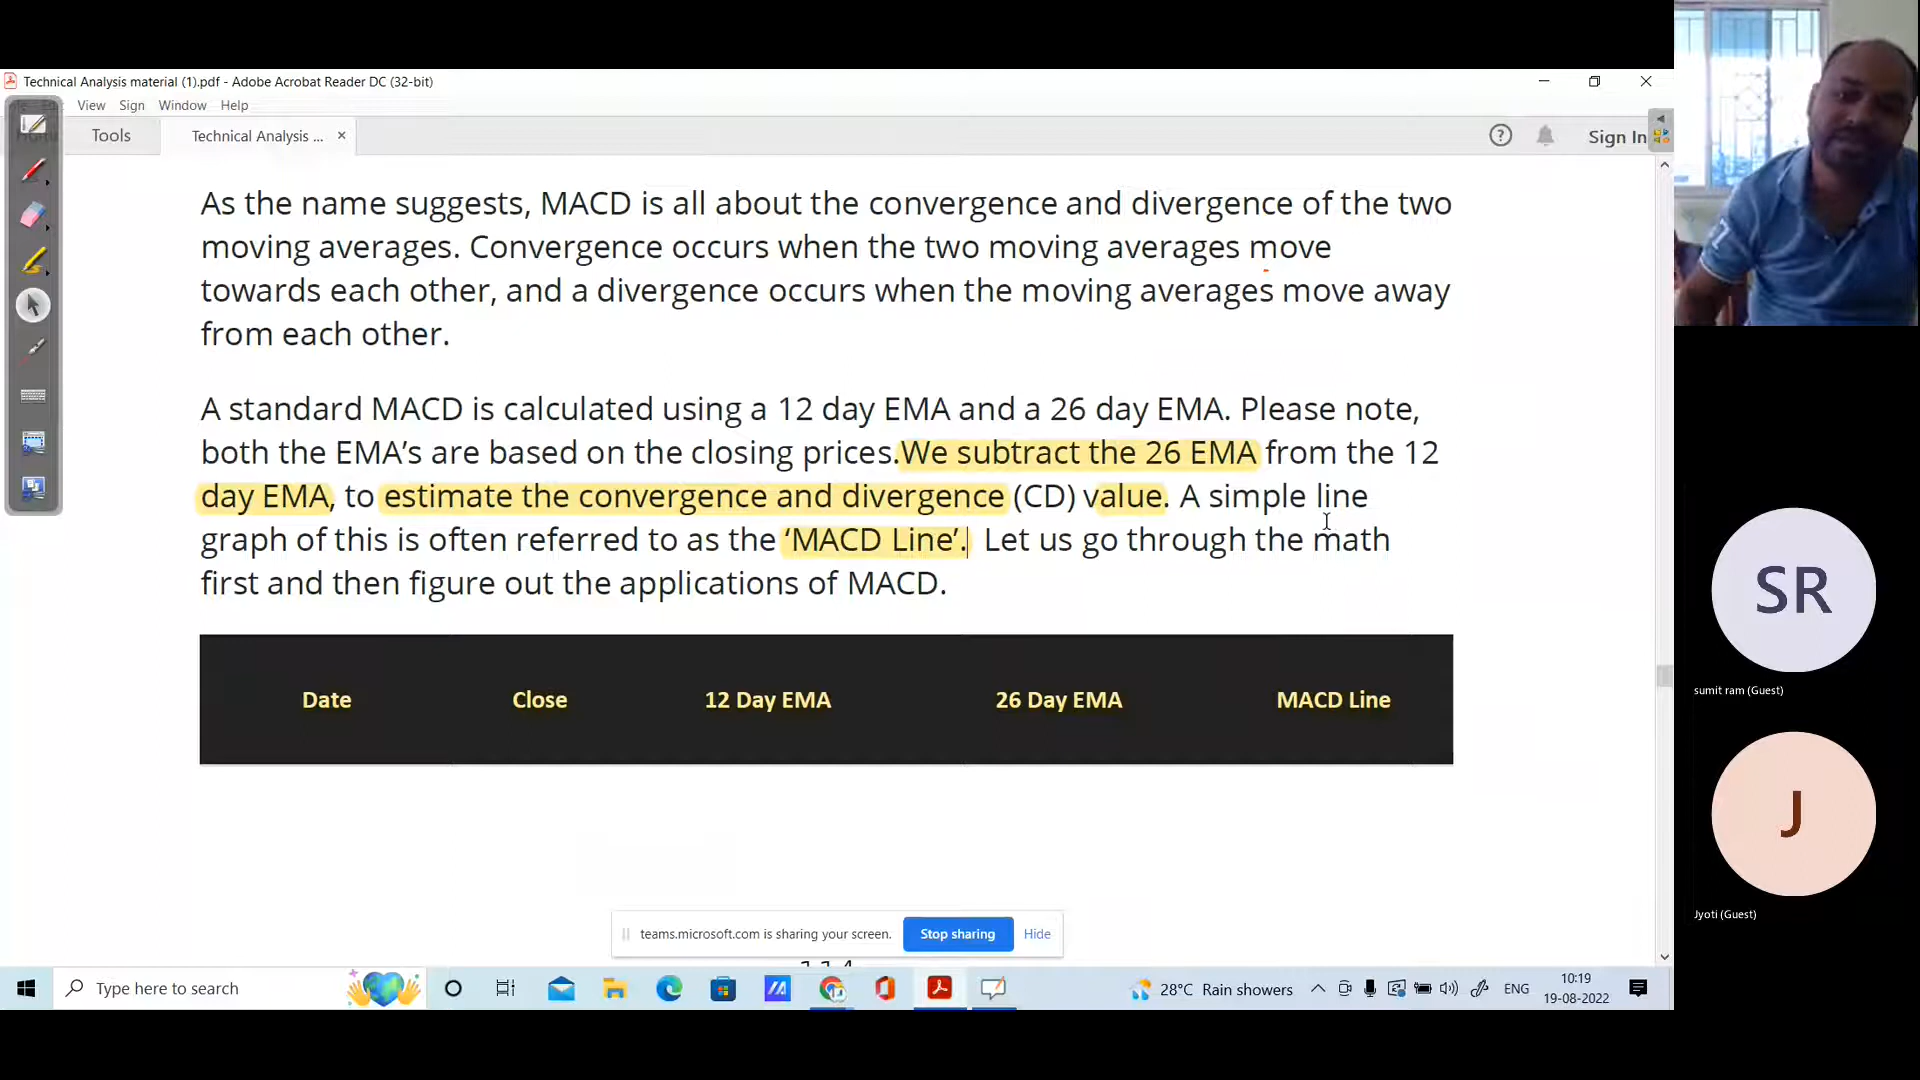 Technical Analysis material (1).pdf - Adobe Acrobat Reader DC (32-bit)
View Sign Window Help
Tools
Technical Analysis ... ×
Sign In
As the name suggests, MACD is all about the convergence and divergence of the two
moving averages. Convergence occurs when the two moving averages move
towards each other, and a divergence occurs when the moving averages move away
from each other.
A standard MACD is calculated using a 12 day EMA and a 26 day EMA. Please note,
both the EMA’s are based on the closing prices.We subtract the 26 EMA from the 12
day EMA, to estimate the convergence and divergence (CD) value. A simple line
graph of this is often referred to as the ‘MACD Line’. Let us go through the math
first and then figure out the applications of MACD.
Date Close 12 Day EMA 26 Day EMA MACD Line
teams.microsoft.com is sharing your screen. Stop sharing Hide
Type here to search
28°C Rain showers
ENG
10:19
19-08-2022
SR
sumit ram (Guest)
J
Jyoti (Guest)